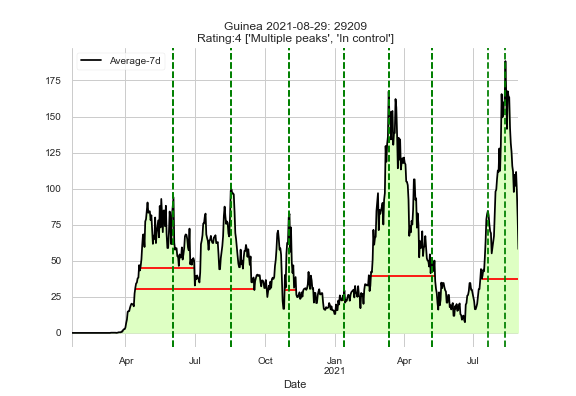 Guinea 2021-08-29: 29209
Rating:4 ['Multiple peaks', 'In control']
Average-7d
175
150
125
100
75
50
25
0
Apr Jul Oct Jan Apr Jul
2021
Date